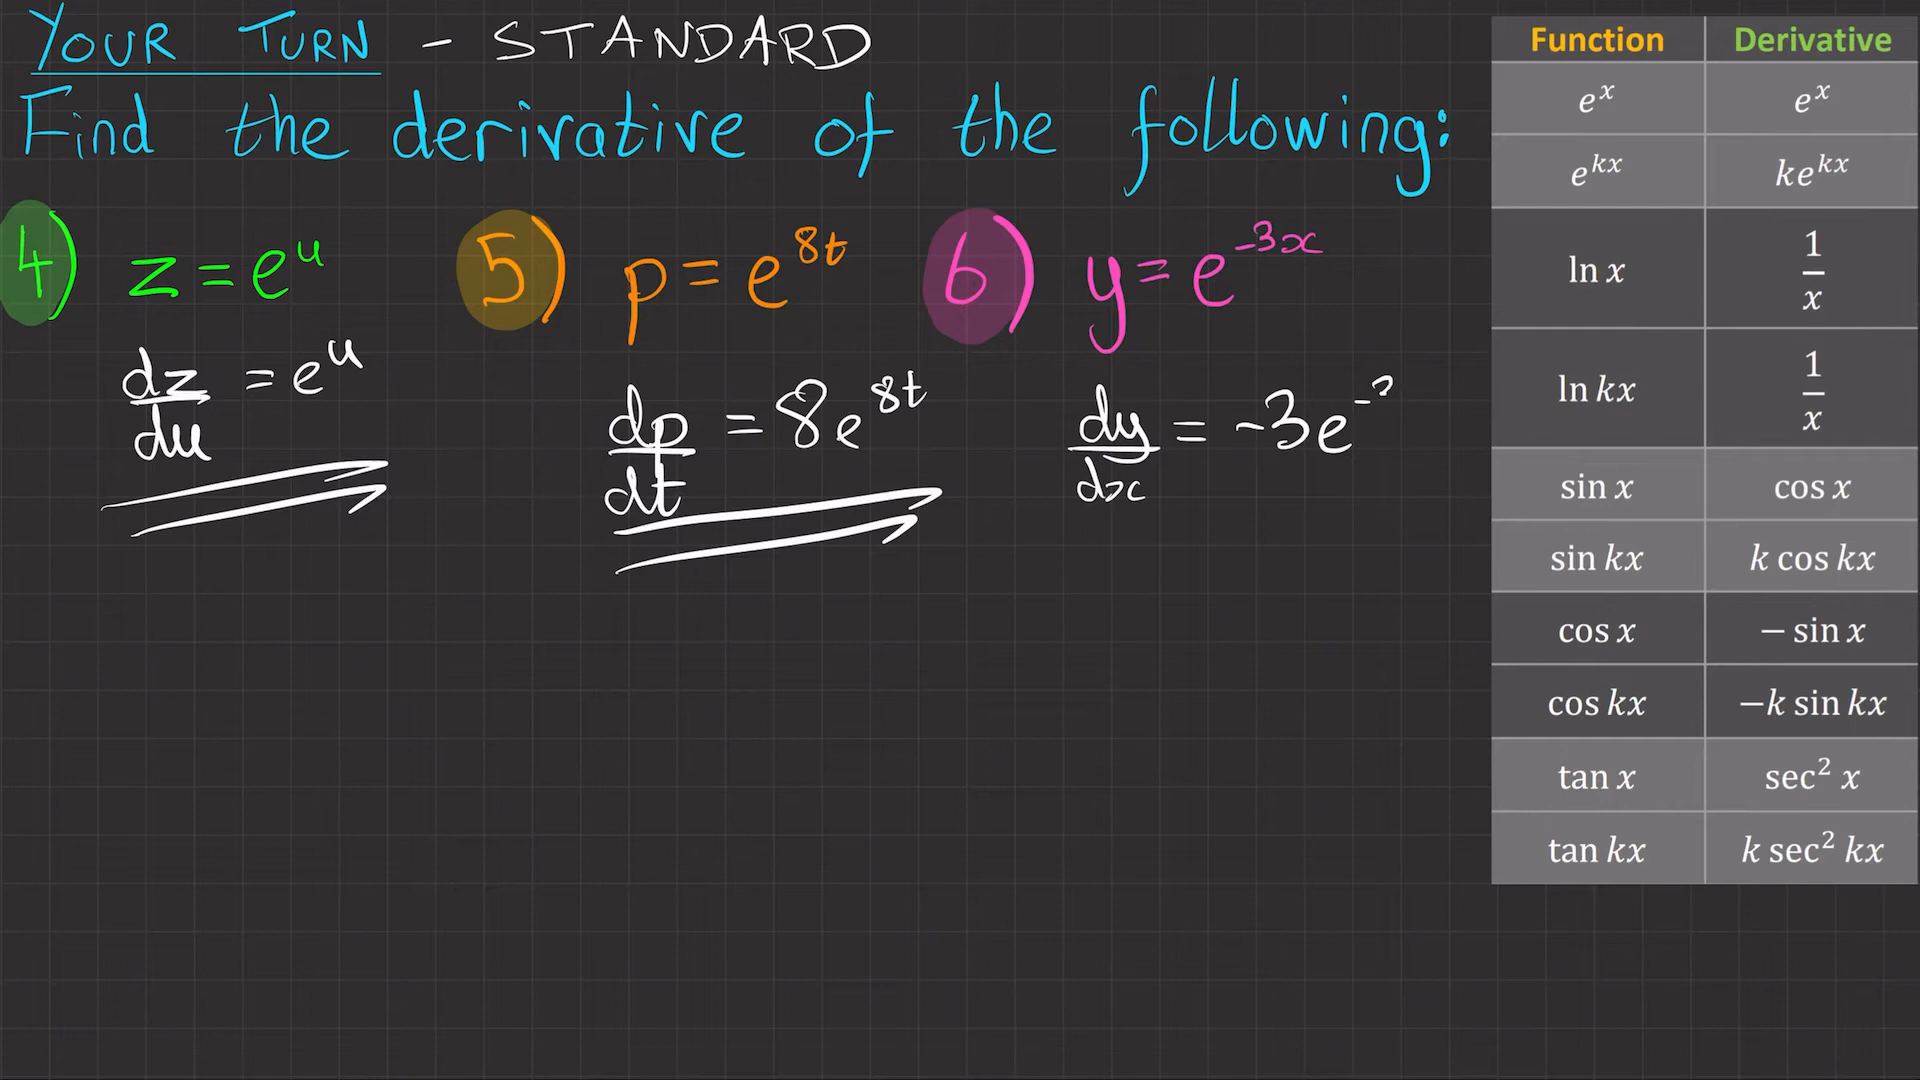 YOUR TURN - STANDARD
Find the derivative of the following:
4) z = e^u
5) p = e^{8t}
6) y = e^{-3x}
dz/du = e^u
dp/dt = 8e^{8t}
dy/dx = -3e^-
Function Derivative
e^x e^x
e^{kx} ke^{kx}
ln x 1/x
ln kx 1/x
sin x cos x
sin kx k cos kx
cos x − sin x
cos kx −k sin kx
tan x sec² x
tan kx k sec² kx